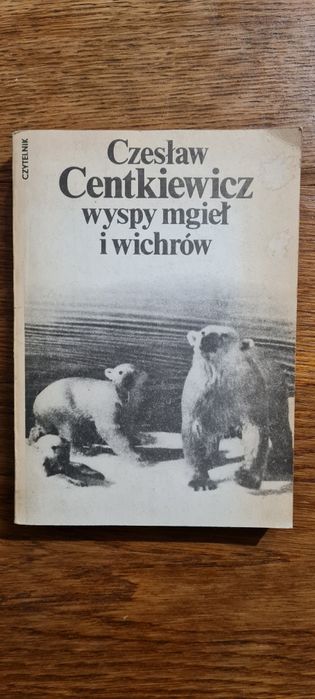 CZYTELNIK
Czesław
Centkiewicz
wyspy mgieł
i wichrów